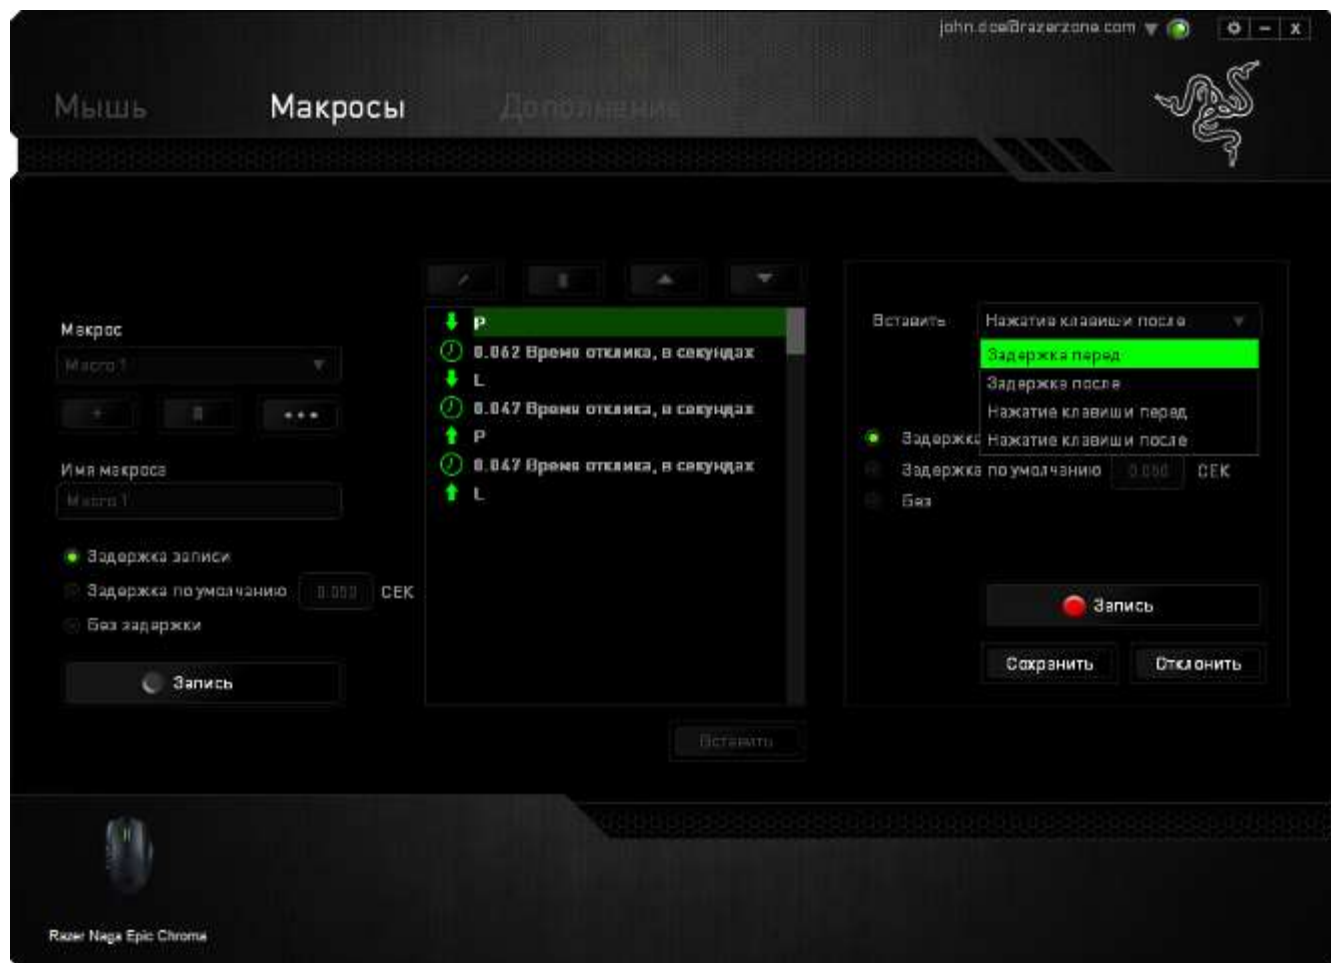 john.doe@razerzone.com
Мышь
Макросы
Дополнение
Макрос
Macro 1
Имя макроса
Macro 1
Задержка записи
Задержка по умолчанию 0.050 СЕК
Без задержки
Запись
P
0.062 Время отклика, в секундах
L
0.047 Время отклика, в секундах
P
0.047 Время отклика, в секундах
L
Вставить
Вставить Нажатие клавиши после
Задержка перед
Задержка после
Нажатие клавиши перед
Нажатие клавиши после
Задержк
Задержка по умолчанию 0.050 СЕК
Без
Запись
Сохранить Отклонить
Razer Naga Epic Chroma